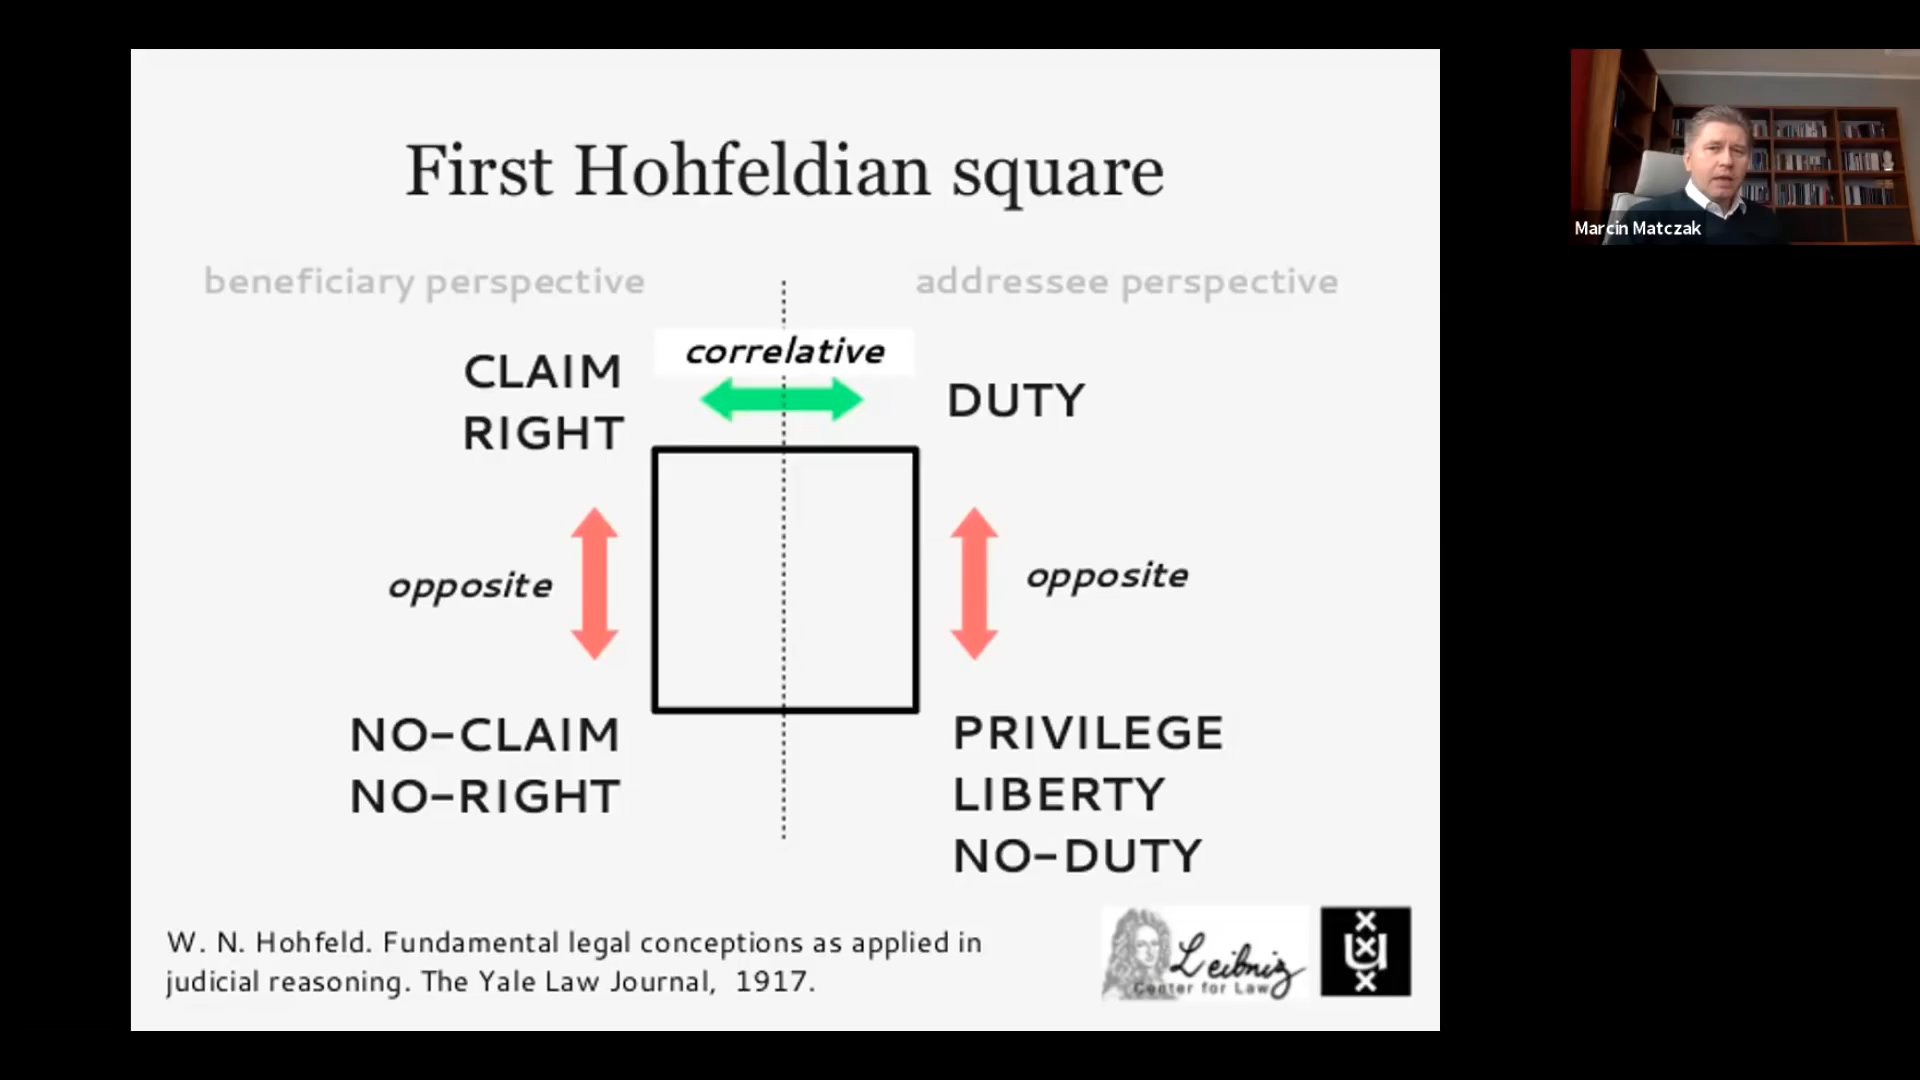 First Hohfeldian square
beneficiary perspective
addressee perspective
correlative
CLAIM
RIGHT
DUTY
opposite
opposite
NO-CLAIM
NO-RIGHT
PRIVILEGE
LIBERTY
NO-DUTY
W. N. Hohfeld. Fundamental legal conceptions as applied in
judicial reasoning. The Yale Law Journal, 1917.
Leibniz
Center for Law
Marcin Matczak